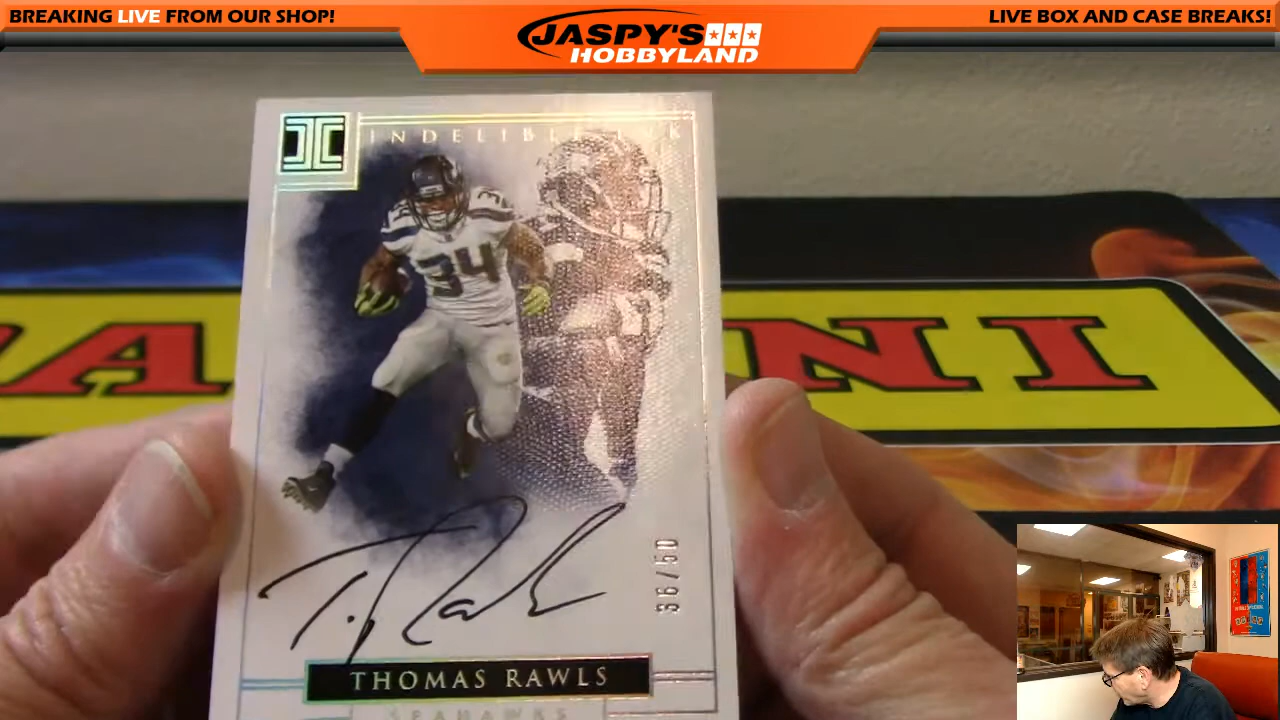 BREAKING LIVE FROM OUR SHOP!
JASPY'S
HOBBYLAND
LIVE BOX AND CASE BREAKS!
INDELIBLE INK
34
36/50
THOMAS RAWLS
SEAHAWKS